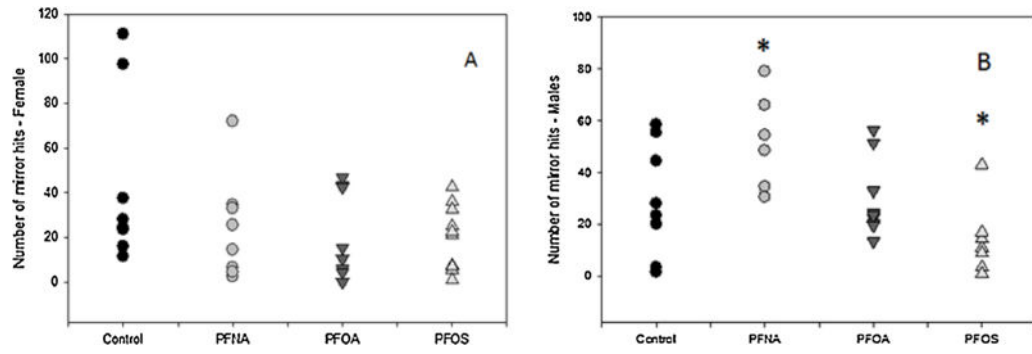 120
100
80
60
40
20
0
Number of mirror hits - Female
A
Control PFNA PFOA PFOS
100
80
60
40
20
0
-20
Number of mirror hits - Males
*
B
*
Control PFNA PFOA PFOS